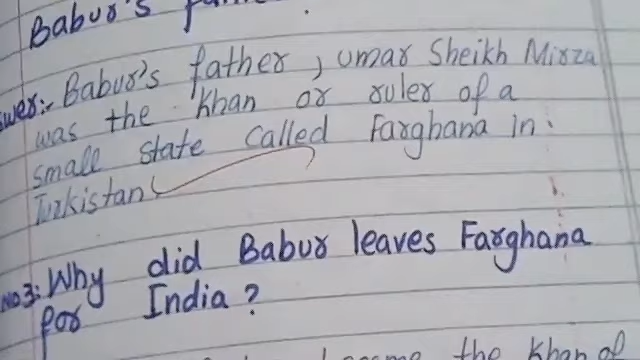 Babur's
swer:- Babur's father, Umar Sheikh Mirza
was the Khan or ruler of a
small state called Farghana in
Turkistan
No 3: Why did Babur leaves Farghana
for India?
the Khan of